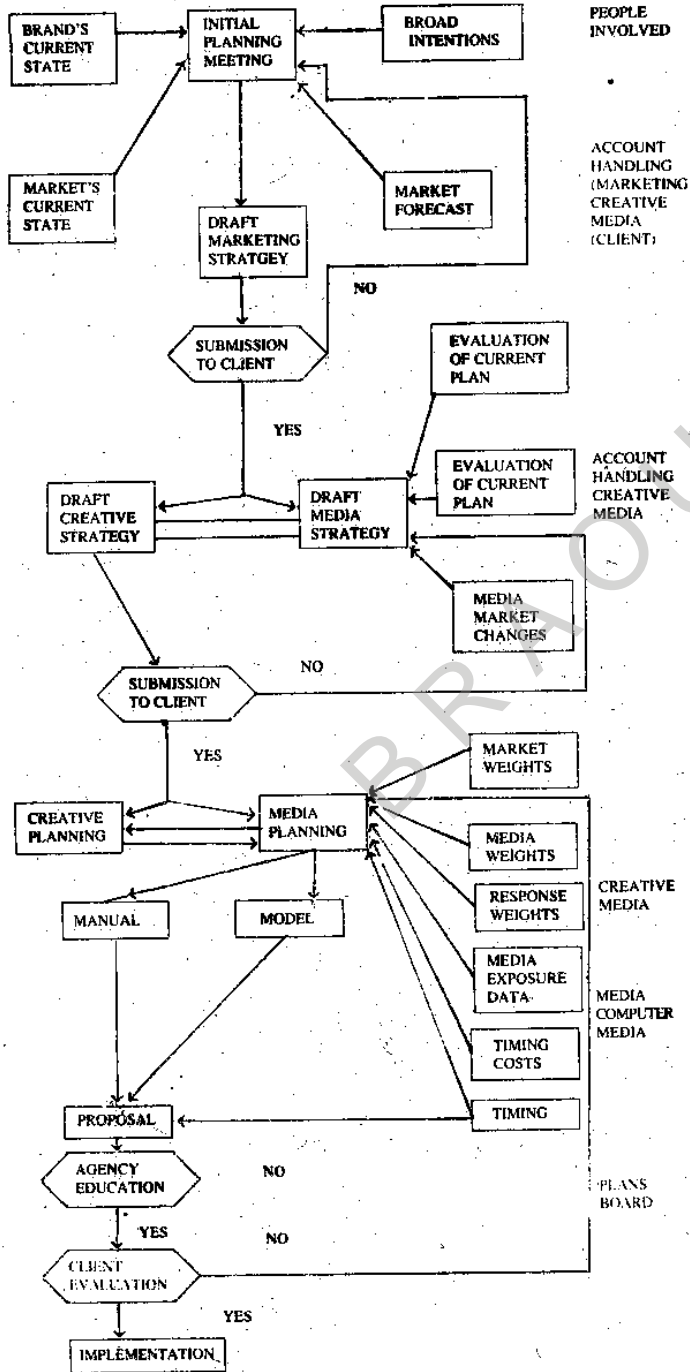 BRAND'S
CURRENT
STATE
INITIAL
PLANNING
MEETING
BROAD
INTENTIONS
PEOPLE
INVOLVED
MARKET'S
CURRENT
STATE
MARKET
FORECAST
ACCOUNT
HANDLING
(MARKETING
CREATIVE
MEDIA
(CLIENT)
DRAFT
MARKETING
STRATGEY
NO
SUBMISSION
TO CLIENT
EVALUATION
OF CURRENT
PLAN
YES
DRAFT
CREATIVE
STRATEGY
DRAFT
MEDIA
STRATEGY
EVALUATION
OF CURRENT
PLAN
ACCOUNT
HANDLING
CREATIVE
MEDIA
MEDIA
MARKET
CHANGES
SUBMISSION
TO CLIENT
NO
YES
MARKET
WEIGHTS
CREATIVE
PLANNING
MEDIA
PLANNING
MEDIA
WEIGHTS
MANUAL
MODEL
RESPONSE
WEIGHTS
CREATIVE
MEDIA
MEDIA
EXPOSURE
DATA
MEDIA
COMPUTER
MEDIA
TIMING
COSTS
PROPOSAL
TIMING
AGENCY
EDUCATION
NO
PLANS
BOARD
YES
NO
CLIENT
EVALUATION
YES
IMPLEMENTATION
BRAOU